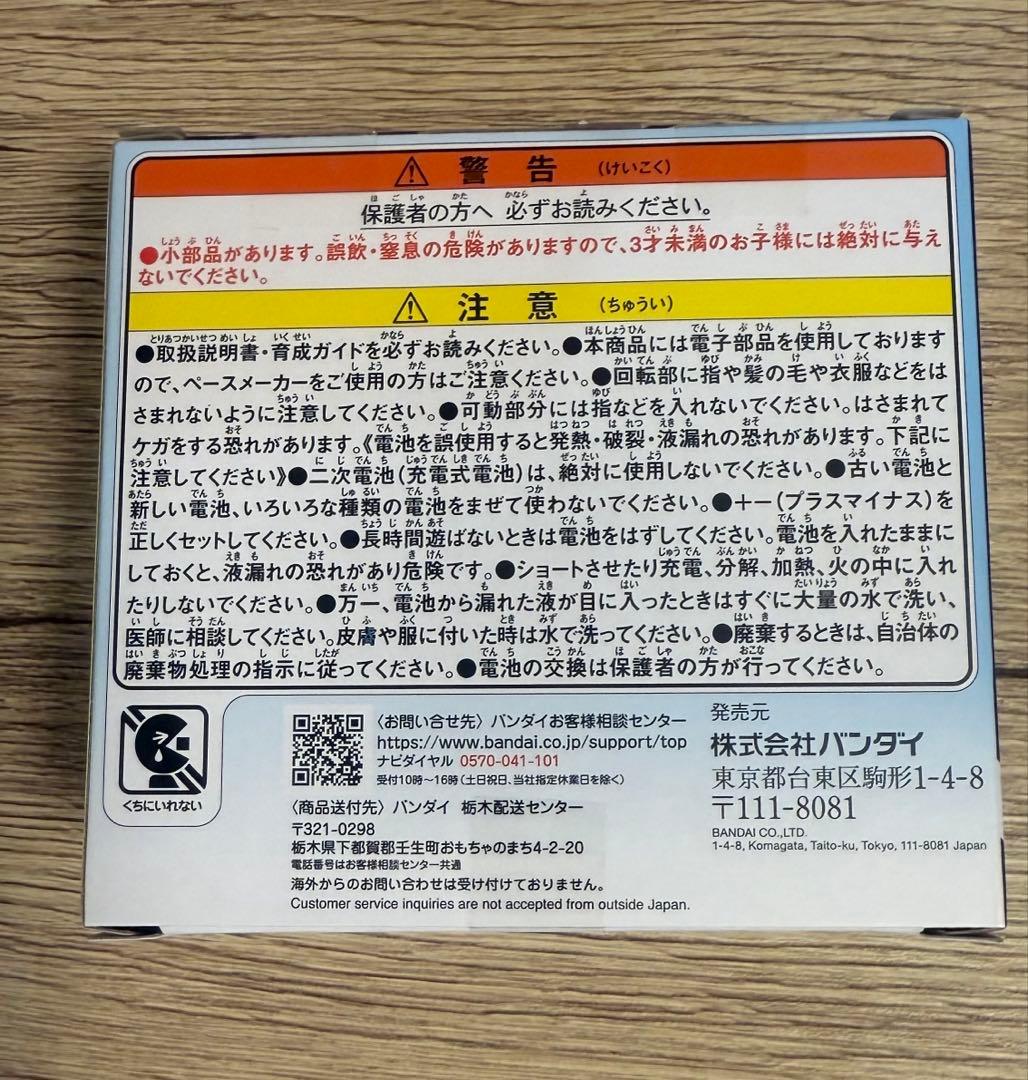 ⚠ 警告 (けいこく)
保護者の方へ 必ずお読みください。
●小部品があります。誤飲・窒息の危険がありますので、3才未満のお子様には絶対に与え
ないでください。
⚠ 注意 (ちゅうい)
●取扱説明書・育成ガイドを必ずお読みください。●本商品には電子部品を使用しております
ので、ペースメーカーをご使用の方はご注意ください。●回転部に指や髪の毛や衣服などをは
さまれないように注意してください。●可動部分には指などを入れないでください。はさまれて
ケガをする恐れがあります。《電池を誤使用すると発熱・破裂・液漏れの恐れがあります。下記に
注意してください》●二次電池(充電式電池)は、絶対に使用しないでください。●古い電池と
新しい電池、いろいろな種類の電池をまぜて使わないでください。●+-(プラスマイナス)を
正しくセットしてください。●長時間遊ばないときは電池をはずしてください。電池を入れたままに
しておくと、液漏れの恐れがあり危険です。●ショートさせたり充電、分解、加熱、火の中に入れ
たりしないでください。●万一、電池から漏れた液が目に入ったときはすぐに大量の水で洗い、
医師に相談してください。皮膚や服に付いた時は水で洗ってください。●廃棄するときは、自治体の
廃棄物処理の指示に従ってください。●電池の交換は保護者の方が行ってください。
くちにいれない
〈お問い合せ先〉バンダイお客様相談センター
https://www.bandai.co.jp/support/top
ナビダイヤル 0570-041-101
受付10時〜16時(土日祝日、当社指定休業日を除く)
〈商品送付先〉バンダイ 栃木配送センター
〒321-0298
栃木県下都賀郡壬生町おもちゃのまち4-2-20
電話番号はお客様相談センター共通
海外からのお問い合わせは受け付けておりません。
Customer service inquiries are not accepted from outside Japan.
発売元
株式会社バンダイ
東京都台東区駒形1-4-8
〒111-8081
BANDAI CO.,LTD.
1-4-8, Komagata, Taito-ku, Tokyo, 111-8081 Japan